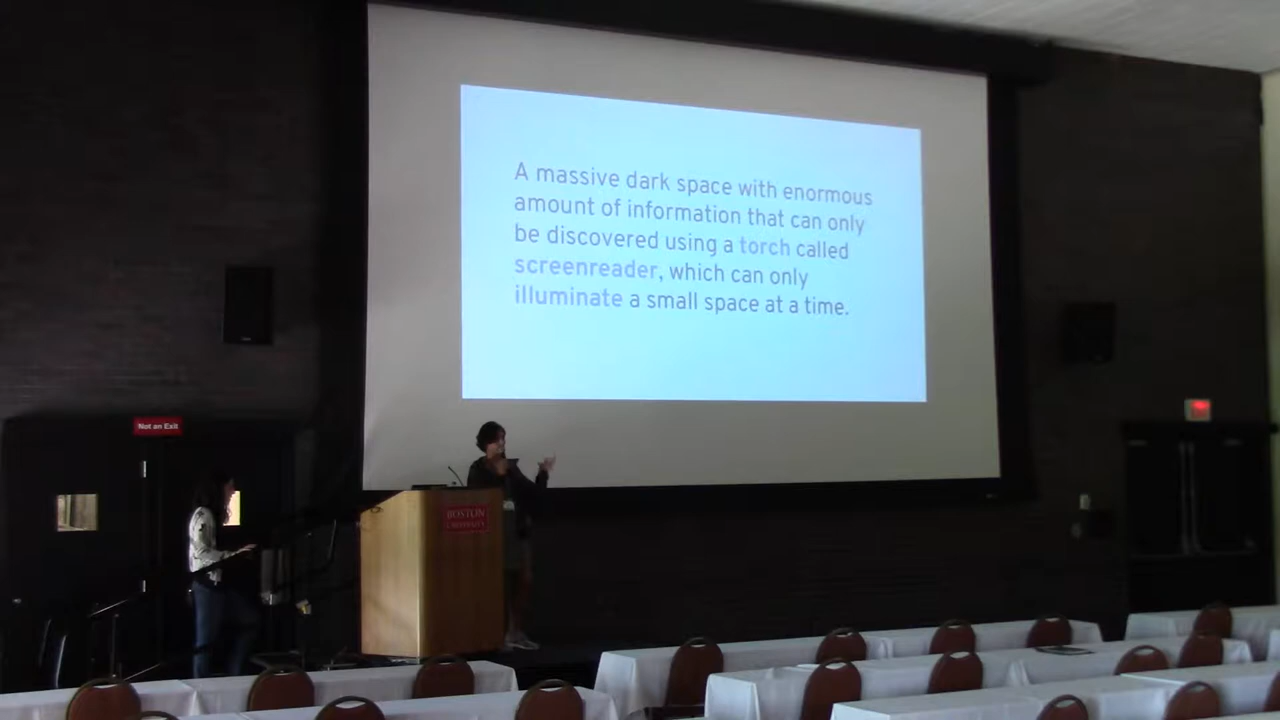 A massive dark space with enormous
amount of information that can only
be discovered using a torch called
screenreader, which can only
illuminate a small space at a time.
Not an Exit
BOSTON
UNIVERSITY